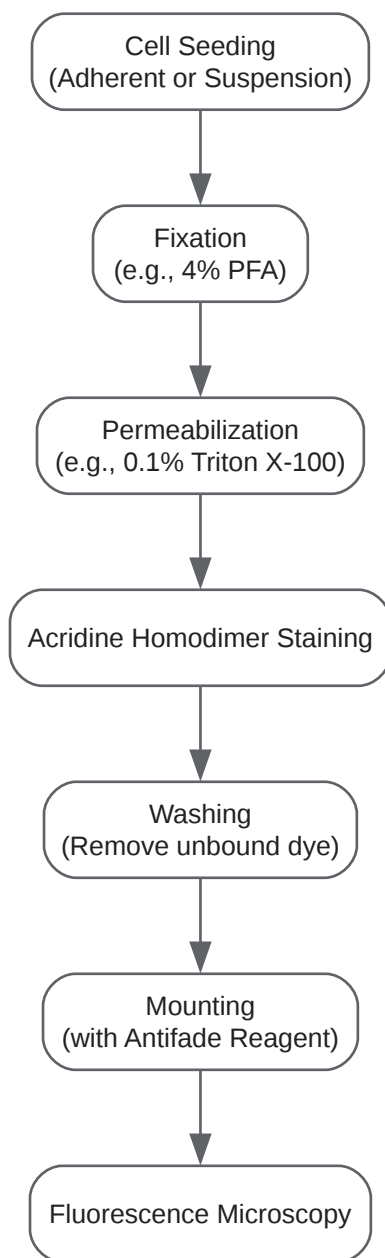 Cell Seeding
(Adherent or Suspension)
Fixation
(e.g., 4% PFA)
Permeabilization
(e.g., 0.1% Triton X-100)
Acridine Homodimer Staining
Washing
(Remove unbound dye)
Mounting
(with Antifade Reagent)
Fluorescence Microscopy